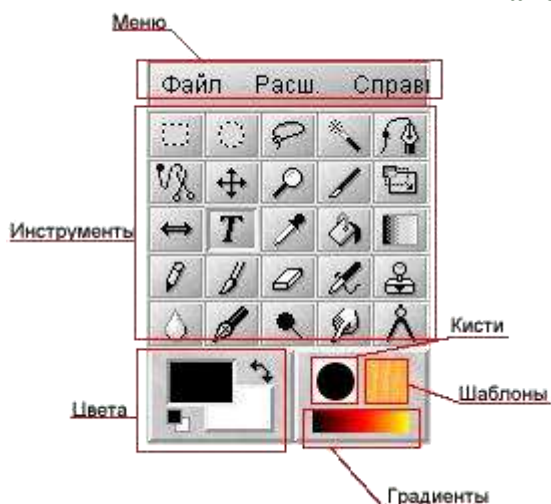 Меню
Файл Расш. Справ
Инструменты
T
Кисти
Шаблоны
Цвета
Градиенты